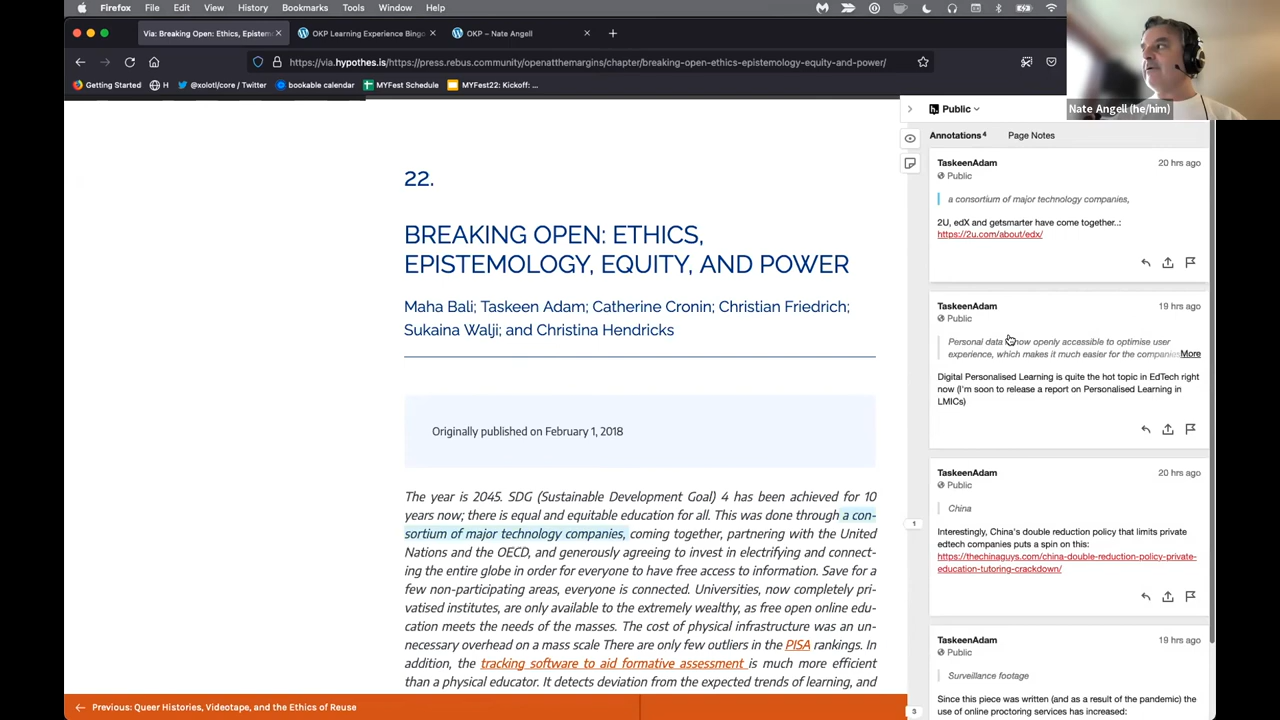 Firefox File Edit View History Bookmarks Tools Window Help
Via: Breaking Open: Ethics, Epistem
OKP Learning Experience Bingo
OKP – Nate Angell
https://via.hypothes.is/https://press.rebus.community/openatthemargins/chapter/breaking-open-ethics-epistemology-equity-and-power/
Getting Started H @xolotl/core / Twitter bookable calendar MYFest Schedule MYFest22: Kickoff: ...
Nate Angell (he/him)
22.
BREAKING OPEN: ETHICS,
EPISTEMOLOGY, EQUITY, AND POWER
Maha Bali; Taskeen Adam; Catherine Cronin; Christian Friedrich;
Sukaina Walji; and Christina Hendricks
Originally published on February 1, 2018
The year is 2045. SDG (Sustainable Development Goal) 4 has been achieved for 10
years now; there is equal and equitable education for all. This was done through a con-
sortium of major technology companies, coming together, partnering with the United
Nations and the OECD, and generously agreeing to invest in electrifying and connect-
ing the entire globe in order for everyone to have free access to information. Save for a
few non-participating areas, everyone is connected. Universities, now completely pri-
vatised institutes, are only available to the extremely wealthy, as free open online edu-
cation meets the needs of the masses. The cost of physical infrastructure was an un-
necessary overhead on a mass scale There are only few outliers in the PISA rankings. In
addition, the tracking software to aid formative assessment is much more efficient
than a physical educator. It detects deviation from the expected trends of learning, and
← Previous: Queer Histories, Videotape, and the Ethics of Reuse
Public
Annotations 4 Page Notes
TaskeenAdam 20 hrs ago
Public
a consortium of major technology companies,
2U, edX and getsmarter have come together..:
https://2u.com/about/edx/
TaskeenAdam 19 hrs ago
Public
Personal data now openly accessible to optimise user
experience, which makes it much easier for the companies More
Digital Personalised Learning is quite the hot topic in EdTech right
now (I'm soon to release a report on Personalised Learning in
LMICs)
TaskeenAdam 20 hrs ago
Public
China
1
Interestingly, China's double reduction policy that limits private
edtech companies puts a spin on this:
https://thechinaguys.com/china-double-reduction-policy-private-
education-tutoring-crackdown/
TaskeenAdam 19 hrs ago
Public
Surveillance footage
Since this piece was written (and as a result of the pandemic) the
use of online proctoring services has increased:
3